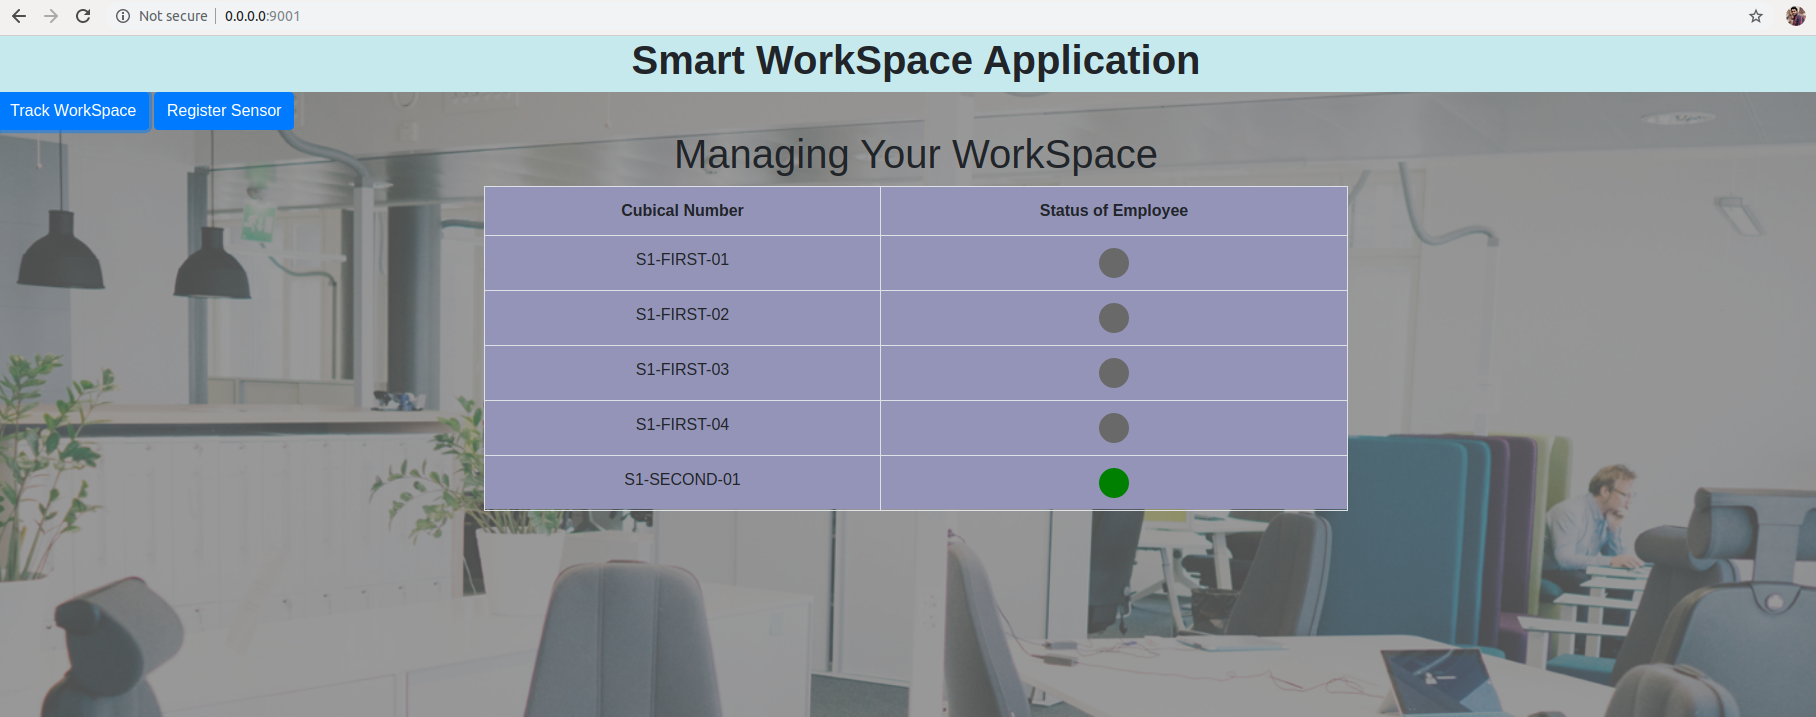 Not secure | 0.0.0.0:9001
Smart WorkSpace Application
Track WorkSpace Register Sensor
Managing Your WorkSpace
Cubical Number Status of Employee
S1-FIRST-01
S1-FIRST-02
S1-FIRST-03
S1-FIRST-04
S1-SECOND-01